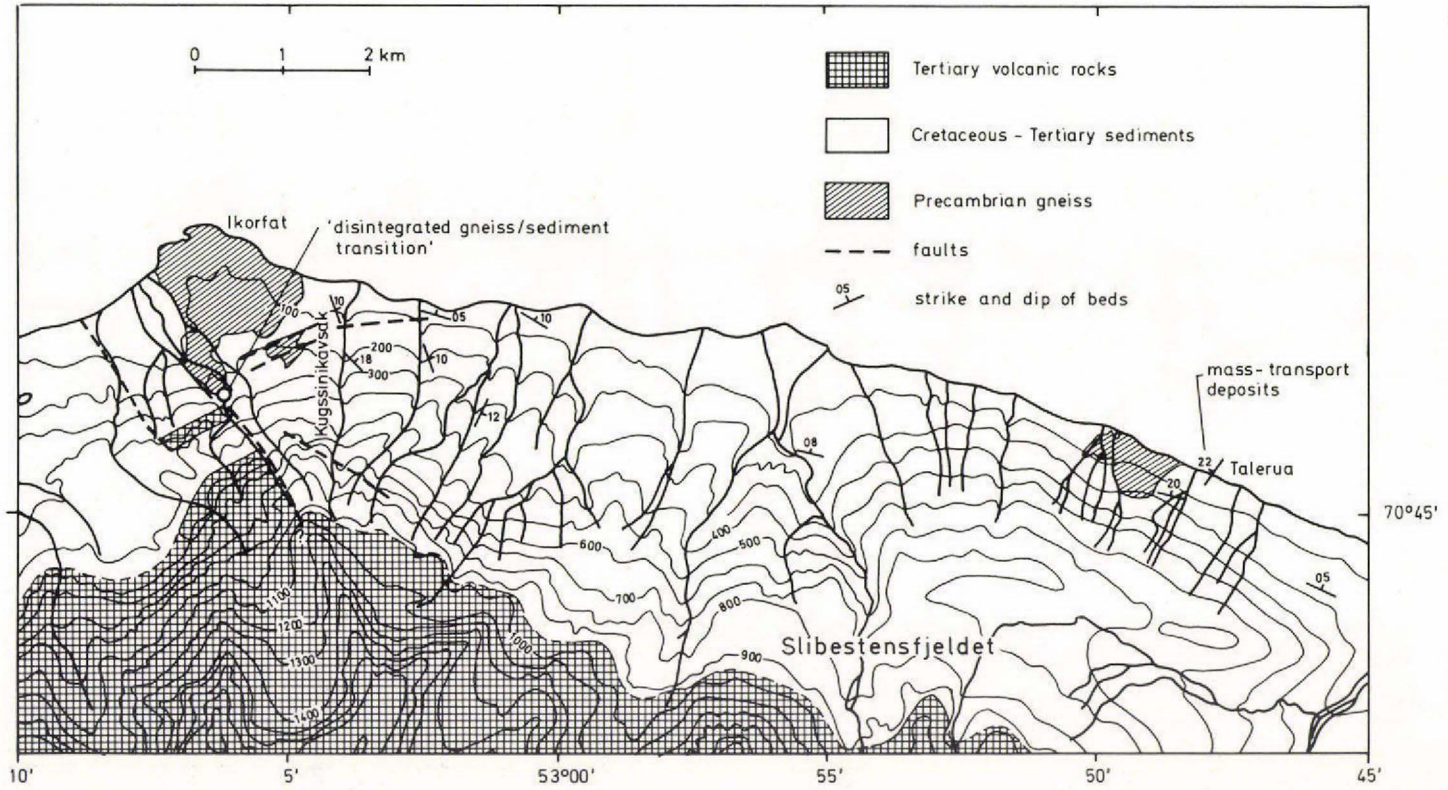 0 1 2 km
Tertiary volcanic rocks
Cretaceous - Tertiary sediments
Precambrian gneiss
faults
05
strike and dip of beds
Ikorfat
'disintegrated gneiss/sediment
transition'
mass-transport
deposits
100
10
05
10
Kugssinikavsak
200
18
10
300
12
08
22
Talerua
20
70°45'
?
400
500
600
05
700
800
1100
1200
1000
Slibestensfjeldet
1300
900
1400
10' 5' 53°00' 55' 50' 45'